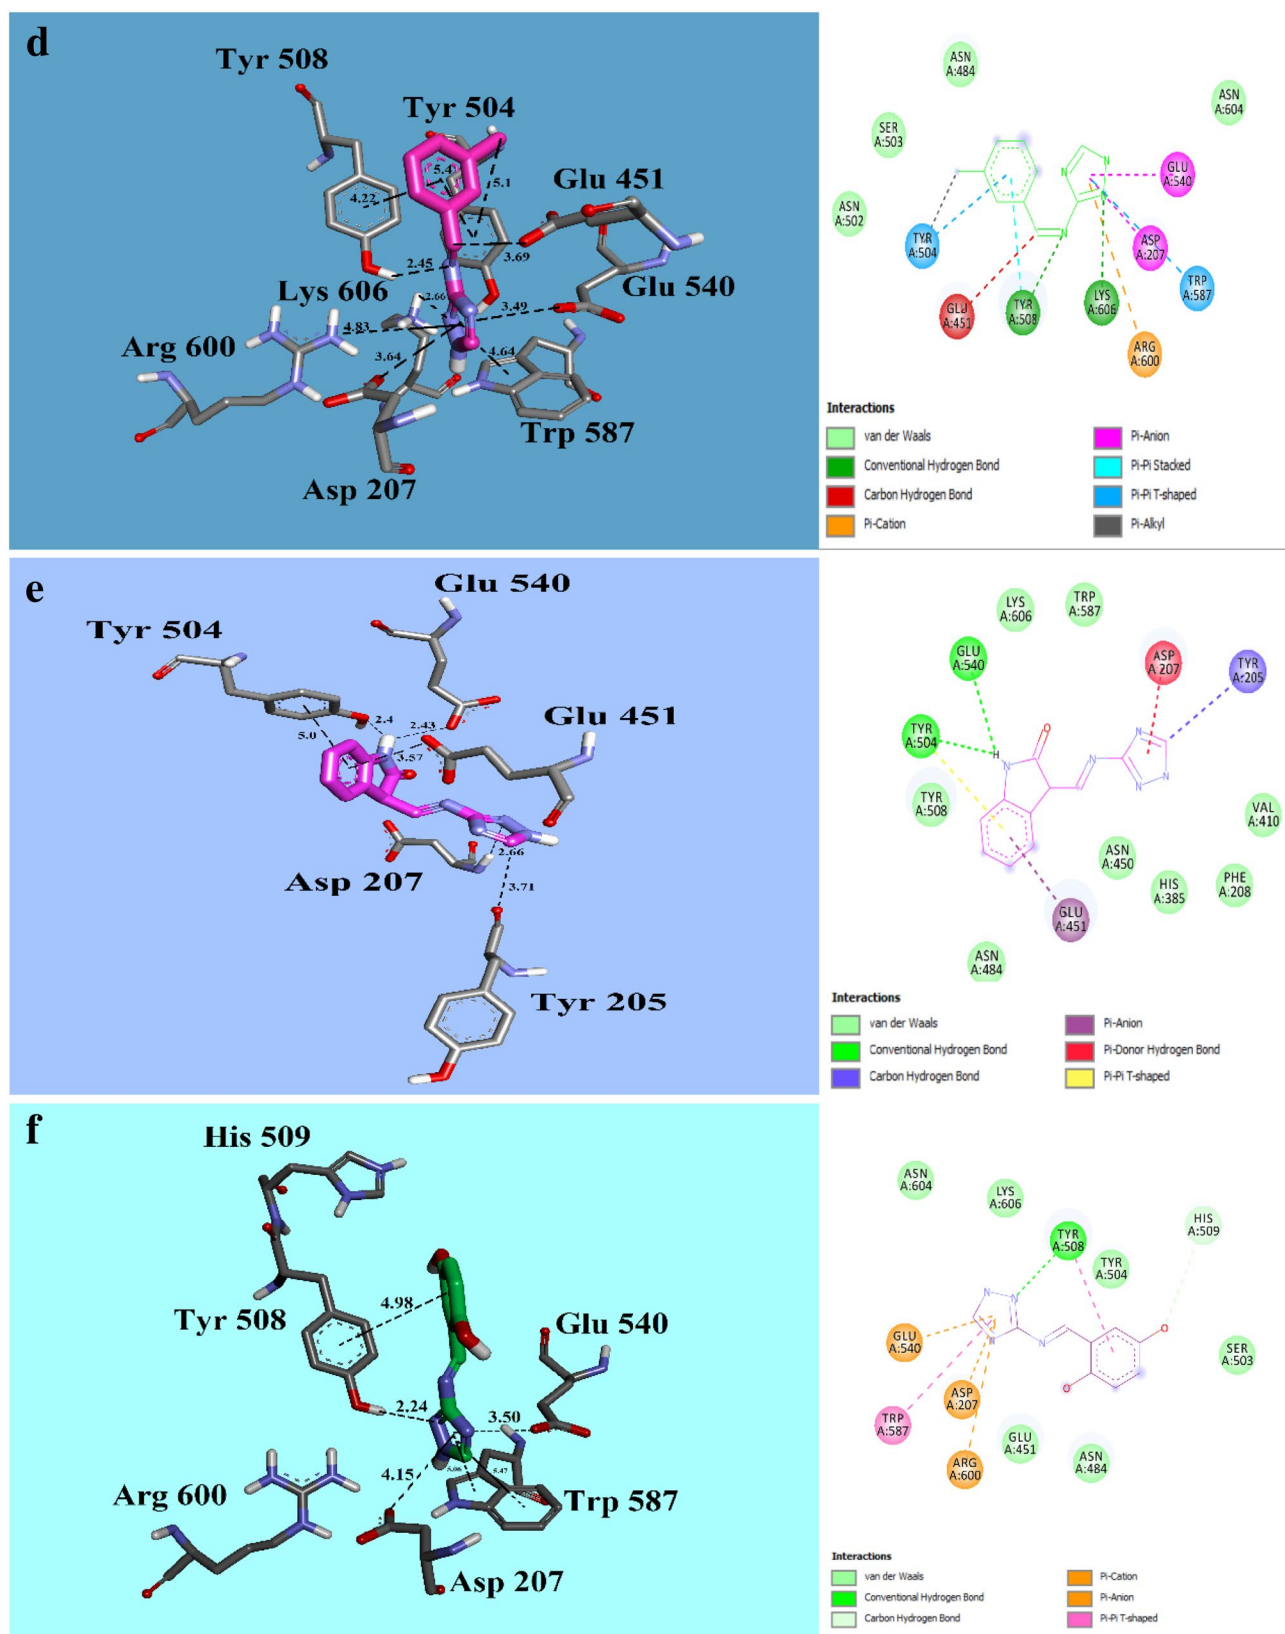 d
Tyr 508
Tyr 504
5.4
5.1
4.22
Glu 451
3.69
2.45
Lys 606
2.66
Glu 540
3.49
4.83
Arg 600
3.64
4.64
Trp 587
Asp 207
ASN
A:484
ASN
A:604
SER
A:503
GLU
A:540
ASN
A:502
TYR
A:504
ASP
A:207
TRP
A:587
GLU
A:451
TYR
A:508
LYS
A:606
ARG
A:600
N
N
N
N
Interactions
van der Waals
Conventional Hydrogen Bond
Carbon Hydrogen Bond
Pi-Cation
Pi-Anion
Pi-Pi Stacked
Pi-Pi T-shaped
Pi-Alkyl
e
Glu 540
Tyr 504
2.4
2.43
Glu 451
5.0
3.57
2.66
Asp 207
3.71
Tyr 205
LYS
A:606
TRP
A:587
GLU
A:540
ASP
A:207
TYR
A:205
TYR
A:504
H
N
O
N
N
N
N
TYR
A:508
VAL
A:410
ASN
A:450
HIS
A:385
PHE
A:208
GLU
A:451
ASN
A:484
Interactions
van der Waals
Conventional Hydrogen Bond
Carbon Hydrogen Bond
Pi-Anion
Pi-Donor Hydrogen Bond
Pi-Pi T-shaped
f
His 509
4.98
Tyr 508
Glu 540
2.24
3.50
4.15
5.06
5.47
Arg 600
Trp 587
Asp 207
ASN
A:604
LYS
A:606
HIS
A:509
TYR
A:508
TYR
A:504
N
N
N
N
O
O
GLU
A:540
SER
A:503
ASP
A:207
TRP
A:587
GLU
A:451
ASN
A:484
ARG
A:600
Interactions
van der Waals
Conventional Hydrogen Bond
Carbon Hydrogen Bond
Pi-Cation
Pi-Anion
Pi-Pi T-shaped